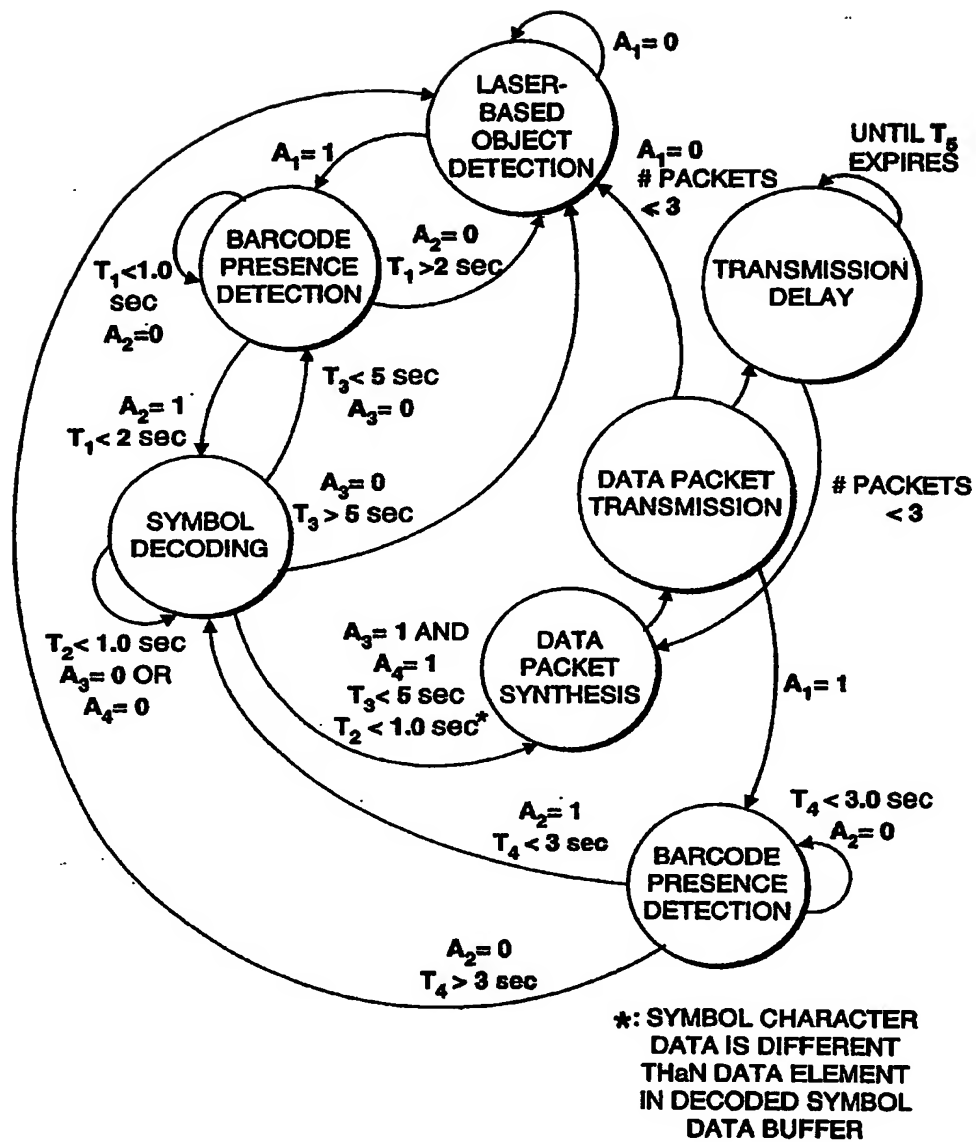 A₁= 0
LASER-
BASED
OBJECT
DETECTION
A₁= 1
A₁= 0
# PACKETS
< 3
UNTIL T₅
EXPIRES
BARCODE
PRESENCE
DETECTION
A₂= 0
T₁ >2 sec
TRANSMISSION
DELAY
T₁<1.0
sec
A₂=0
T₃< 5 sec
A₃= 0
A₂= 1
T₁< 2 sec
A₃= 0
T₃ > 5 sec
SYMBOL
DECODING
DATA PACKET
TRANSMISSION
# PACKETS
<3
T₂< 1.0 sec
A₃= 0 OR
A₄= 0
A₃= 1 AND
A₄= 1
T₃< 5 sec
T₂ < 1.0 sec*
DATA
PACKET
SYNTHESIS
A₁= 1
A₂= 1
T₄< 3 sec
T₄< 3.0 sec
A₂= 0
BARCODE
PRESENCE
DETECTION
A₂= 0
T₄> 3 sec
*: SYMBOL CHARACTER
DATA IS DIFFERENT
THaN DATA ELEMENT
IN DECODED SYMBOL
DATA BUFFER